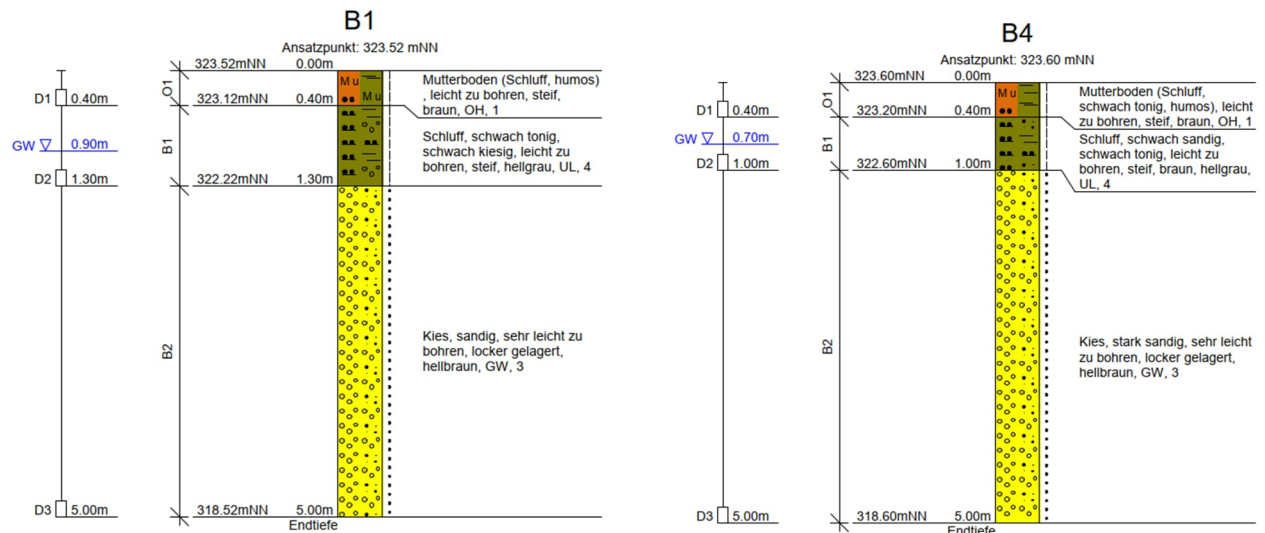 B1
Ansatzpunkt: 323.52 mNN
323.52mNN 0.00m
Mu
Mu
D1 0.40m
O1
323.12mNN 0.40m
Mutterboden (Schluff, humos)
, leicht zu bohren, steif,
braun, OH, 1
GW 0.90m
B1
Schluff, schwach tonig,
schwach kiesig, leicht zu
bohren, steif, hellgrau, UL, 4
D2 1.30m
322.22mNN 1.30m
B2
Kies, sandig, sehr leicht zu
bohren, locker gelagert,
hellbraun, GW, 3
D3 5.00m
318.52mNN 5.00m
Endtiefe
B4
Ansatzpunkt: 323.60 mNN
323.60mNN 0.00m
Mu
D1 0.40m
O1
323.20mNN 0.40m
Mutterboden (Schluff,
schwach tonig, humos), leicht
zu bohren, steif, braun, OH, 1
GW 0.70m
B1
Schluff, schwach sandig,
schwach tonig, leicht zu
bohren, steif, braun, hellgrau,
UL, 4
D2 1.00m
322.60mNN 1.00m
B2
Kies, stark sandig, sehr leicht
zu bohren, locker gelagert,
hellbraun, GW, 3
D3 5.00m
318.60mNN 5.00m
Endtiefe